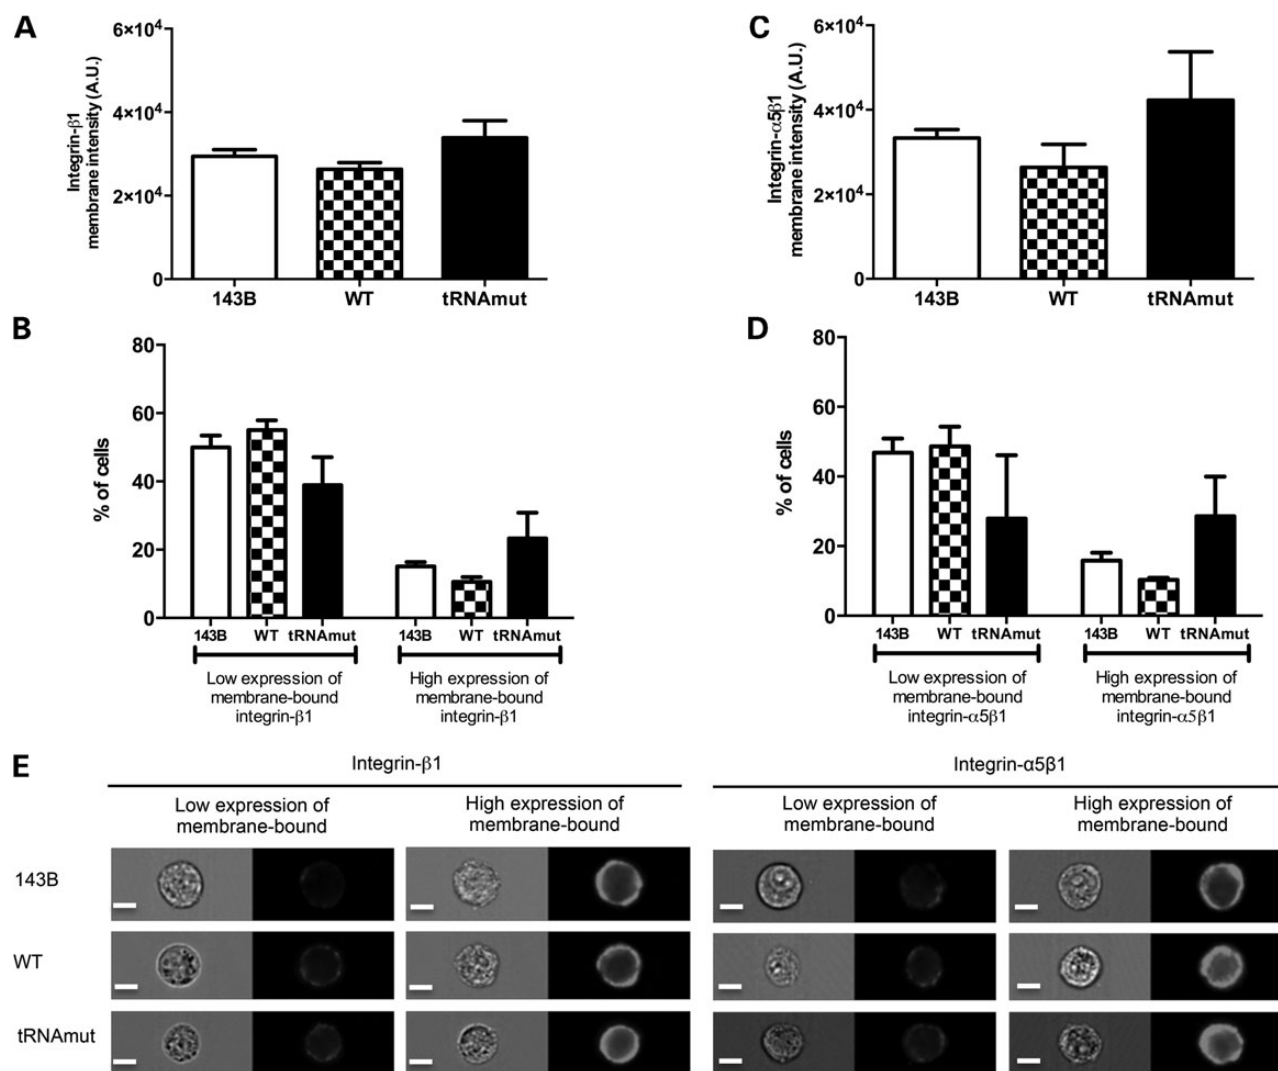 A
Integrin-β1
membrane intensity (A.U.)
6×10⁴
4×10⁴
2×10⁴
0
143B WT tRNAmut
C
Integrin-α5β1
membrane intensity (A.U.)
6×10⁴
4×10⁴
2×10⁴
0
143B WT tRNAmut
B
% of cells
80
60
40
20
0
143B WT tRNAmut 143B WT tRNAmut
Low expression of
membrane-bound
integrin-β1
High expression of
membrane-bound
integrin-β1
D
% of cells
80
60
40
20
0
143B WT tRNAmut 143B WT tRNAmut
Low expression of
membrane-bound
integrin-α5β1
High expression of
membrane-bound
integrin-α5β1
E
Integrin-β1
Integrin-α5β1
Low expression of
membrane-bound
High expression of
membrane-bound
Low expression of
membrane-bound
High expression of
membrane-bound
143B
WT
tRNAmut